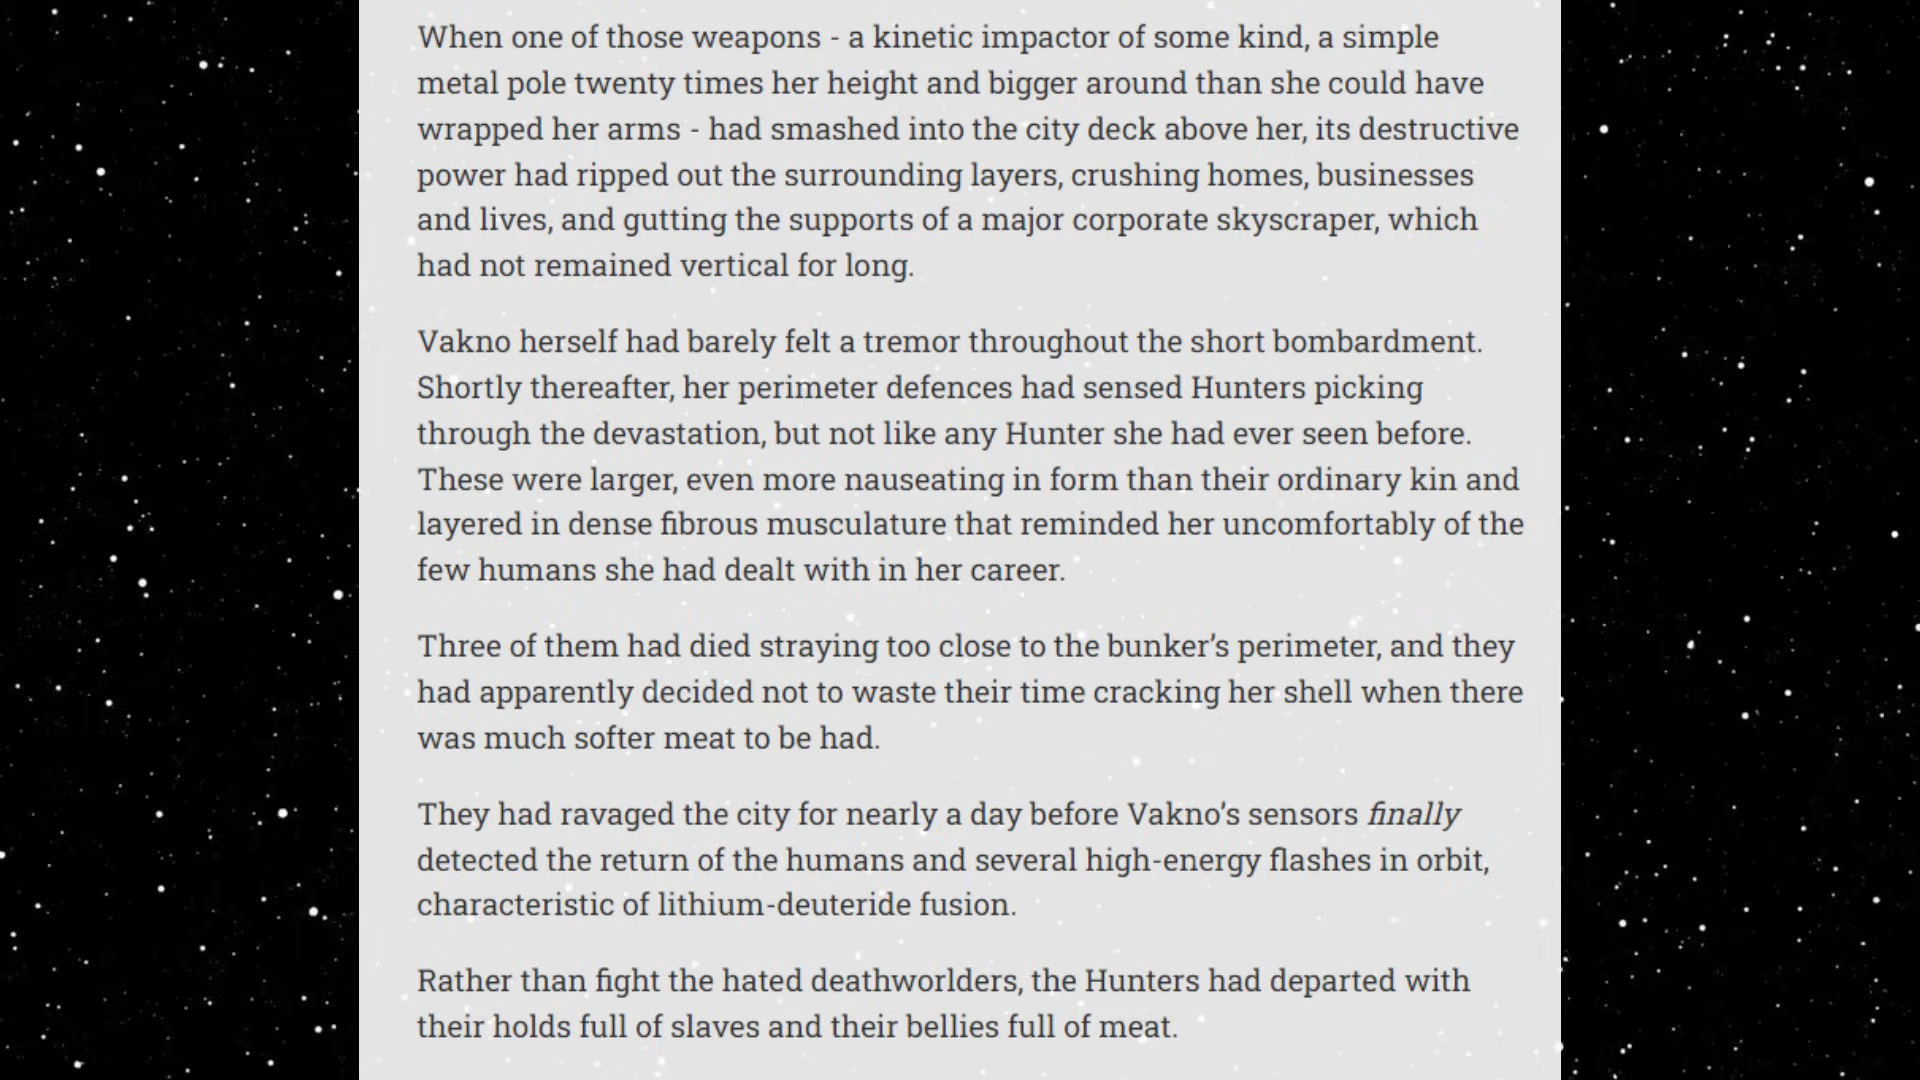 When one of those weapons - a kinetic impactor of some kind, a simple
metal pole twenty times her height and bigger around than she could have
wrapped her arms - had smashed into the city deck above her, its destructive
power had ripped out the surrounding layers, crushing homes, businesses
and lives, and gutting the supports of a major corporate skyscraper, which
had not remained vertical for long.
Vakno herself had barely felt a tremor throughout the short bombardment.
Shortly thereafter, her perimeter defences had sensed Hunters picking
through the devastation, but not like any Hunter she had ever seen before.
These were larger, even more nauseating in form than their ordinary kin and
layered in dense fibrous musculature that reminded her uncomfortably of the
few humans she had dealt with in her career.
Three of them had died straying too close to the bunker’s perimeter, and they
had apparently decided not to waste their time cracking her shell when there
was much softer meat to be had.
They had ravaged the city for nearly a day before Vakno’s sensors finally
detected the return of the humans and several high-energy flashes in orbit,
characteristic of lithium-deuteride fusion.
Rather than fight the hated deathworlders, the Hunters had departed with
their holds full of slaves and their bellies full of meat.